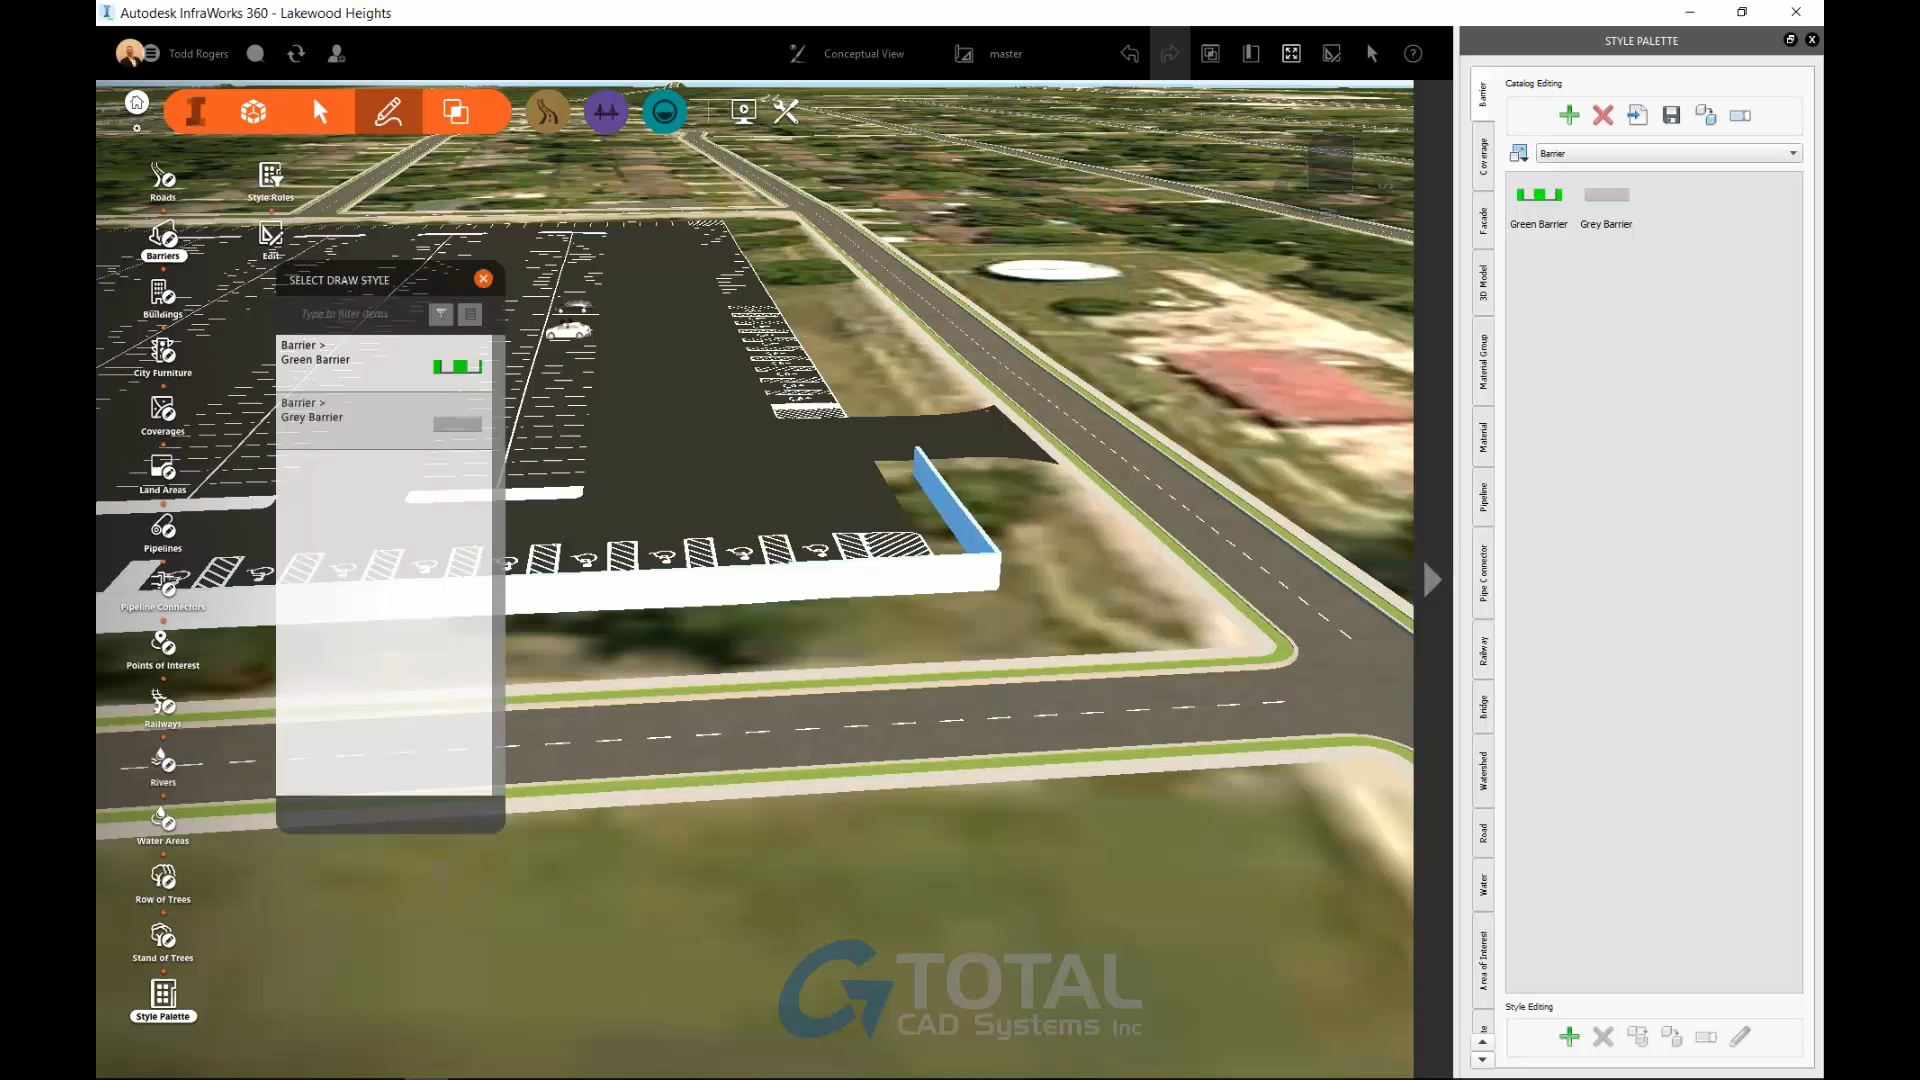 Autodesk InfraWorks 360 - Lakewood Heights
Todd Rogers
Conceptual View
master
STYLE PALETTE
Roads
Style Rules
Barriers
Edit
Buildings
City Furniture
Coverages
Land Areas
Pipelines
Pipeline Connectors
Points of Interest
Railways
Rivers
Water Areas
Row of Trees
Stand of Trees
Style Palette
SELECT DRAW STYLE
Type to filter items
Barrier >
Green Barrier
Barrier >
Grey Barrier
TOTAL
CAD Systems Inc
Catalog Editing
Barrier
Green Barrier
Grey Barrier
Barrier
Coverage
Facade
3D Model
Material Group
Material
Pipeline
Pipe Connector
Railway
Bridge
Watershed
Road
Water
Area of Interest
Style Editing